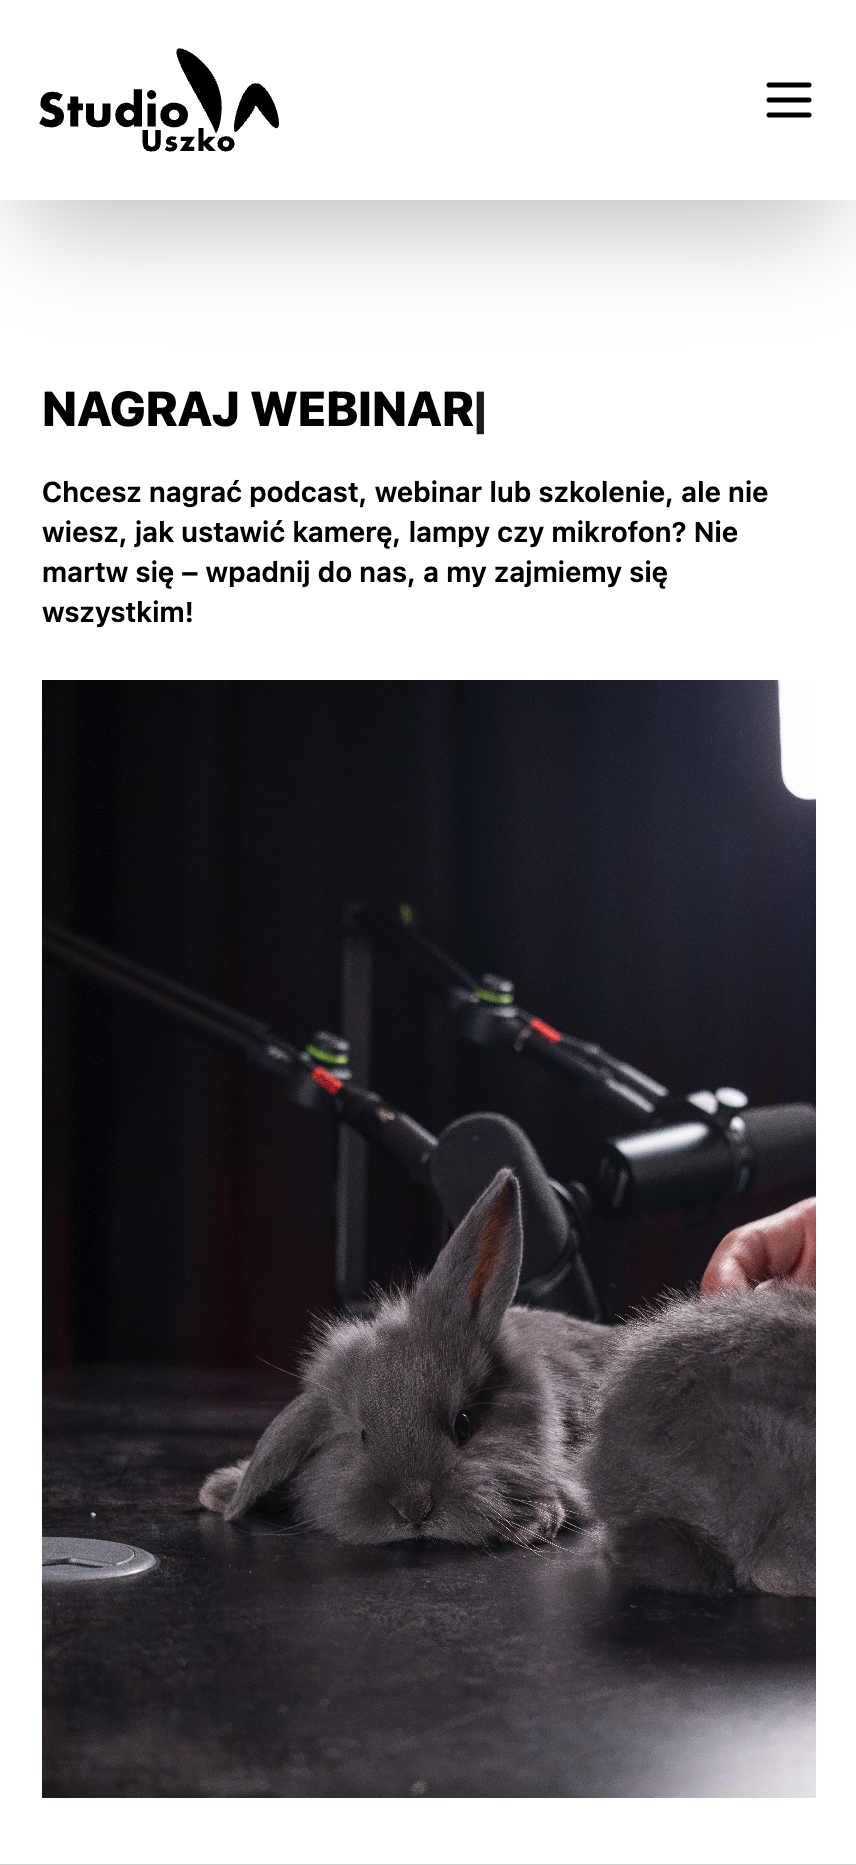 Studio
Uszko
NAGRAJ WEBINAR|
Chcesz nagrać podcast, webinar lub szkolenie, ale nie
wiesz, jak ustawić kamerę, lampy czy mikrofon? Nie
martw się – wpadnij do nas, a my zajmiemy się
wszystkim!